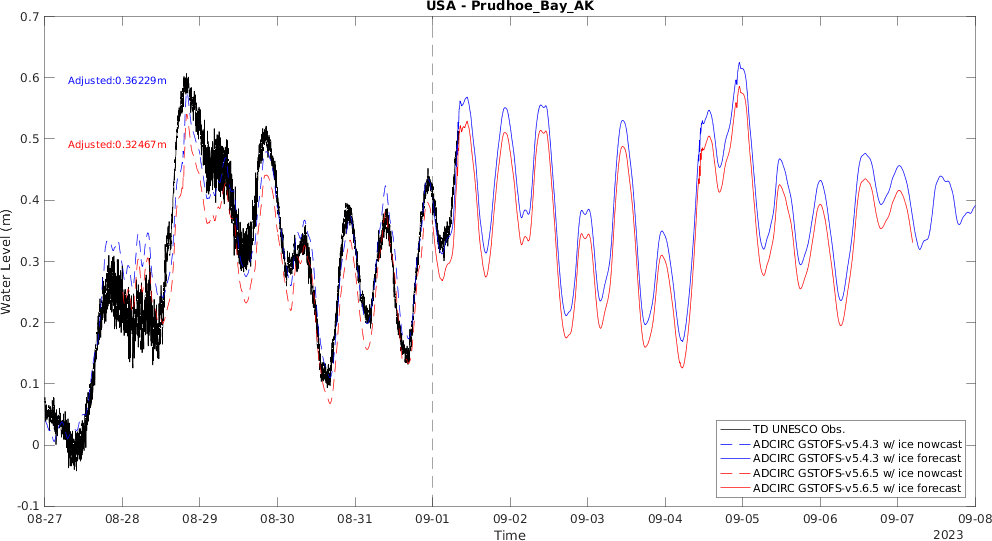 USA - Prudhoe_Bay_AK
0.7
0.6
0.5
0.4
0.3
0.2
0.1
0
-0.1
Water Level (m)
Adjusted:0.36229m
Adjusted:0.32467m
TD UNESCO Obs.
ADCIRC GSTOFS-v5.4.3 w/ ice nowcast
ADCIRC GSTOFS-v5.4.3 w/ ice forecast
ADCIRC GSTOFS-v5.6.5 w/ ice nowcast
ADCIRC GSTOFS-v5.6.5 w/ ice forecast
08-27 08-28 08-29 08-30 08-31 09-01 09-02 09-03 09-04 09-05 09-06 09-07 09-08
Time
2023